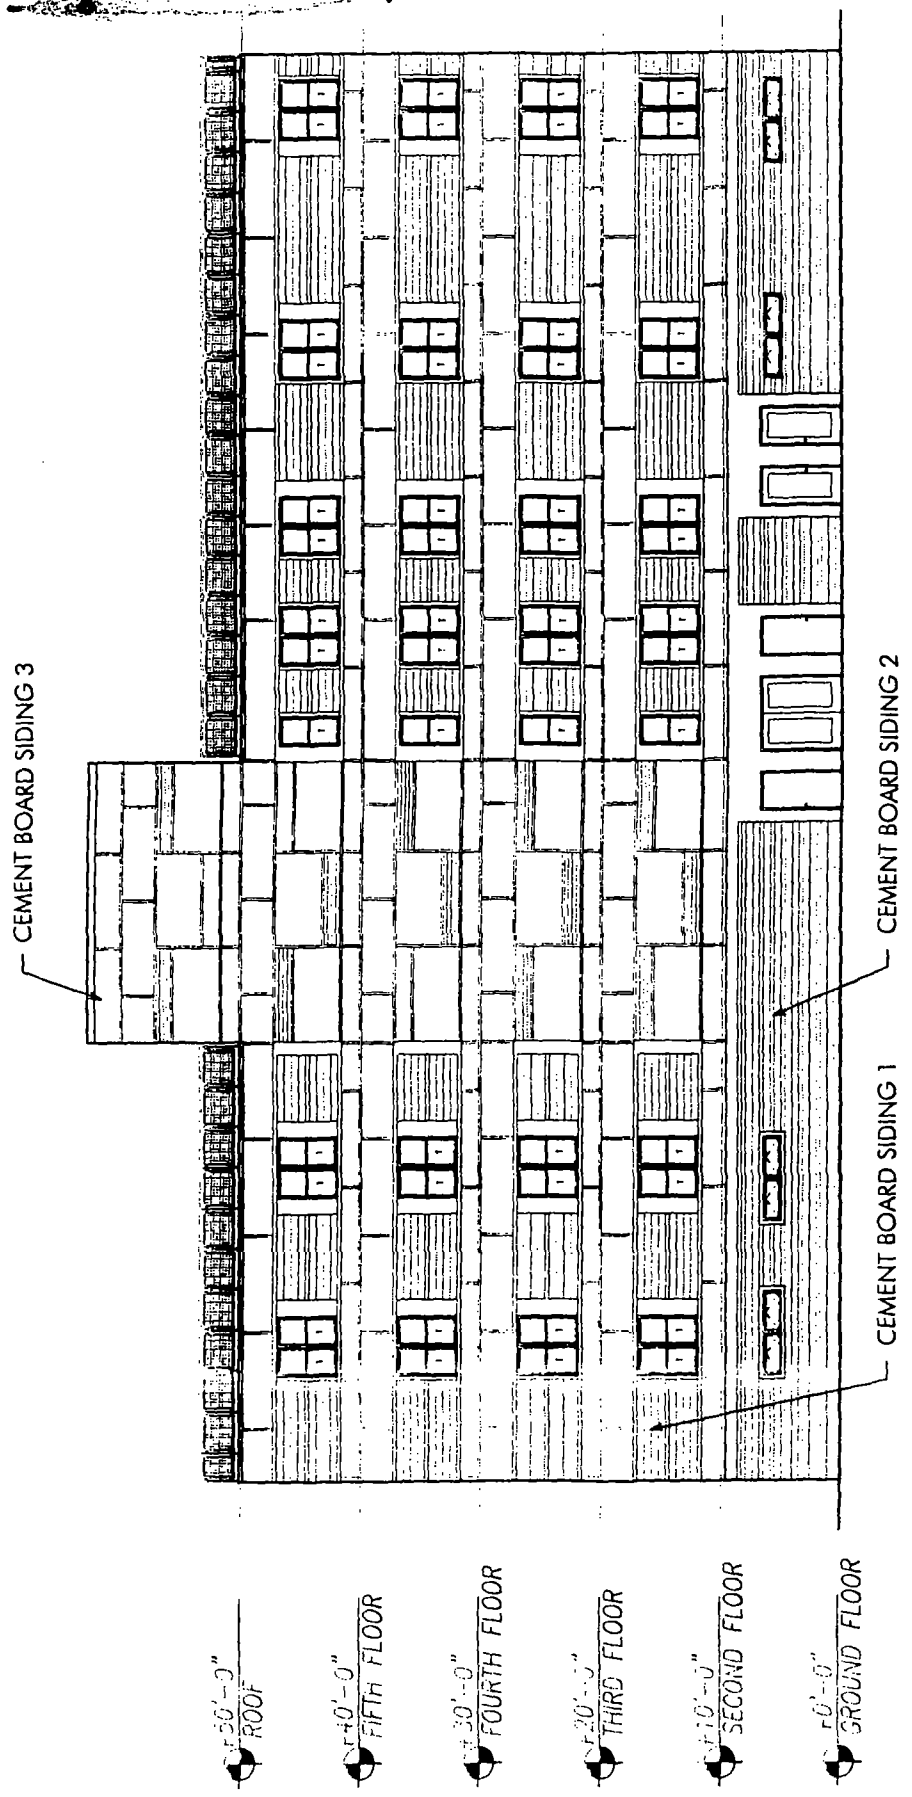 CEMENT BOARD SIDING 3
CEMENT BOARD SIDING 2
CEMENT BOARD SIDING 1
+50'-0"
ROOF
+40'-0"
FIFTH FLOOR
+30'-0"
FOURTH FLOOR
+20'-0"
THIRD FLOOR
+10'-0"
SECOND FLOOR
+0'-0"
GROUND FLOOR